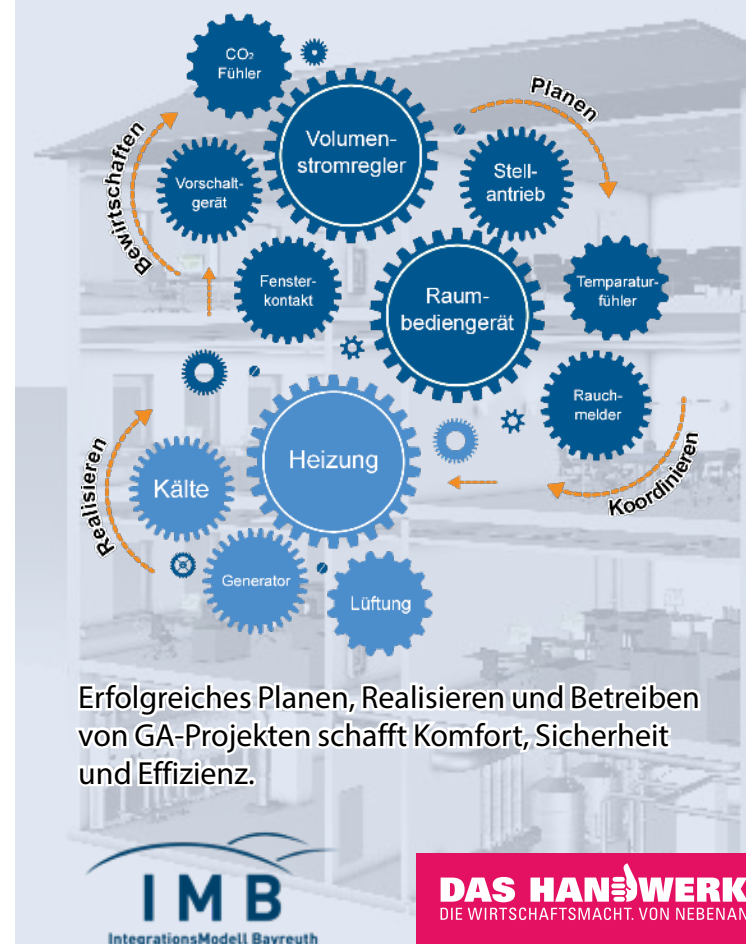 CO₂
Fühler
Planen
Volumen-
stromregler
Stell-
antrieb
Bewirtschaften
Vorschalt-
gerät
Fenster-
kontakt
Raum-
bediengerät
Temperatur-
fühler
Rauch-
melder
Koordinieren
Heizung
Realisieren
Kälte
Generator
Lüftung
Erfolgreiches Planen, Realisieren und Betreiben
von GA-Projekten schafft Komfort, Sicherheit
und Effizienz.
IMB
IntegrationsModell Bayreuth
DAS HANDWERK
DIE WIRTSCHAFTSMACHT. VON NEBENAN